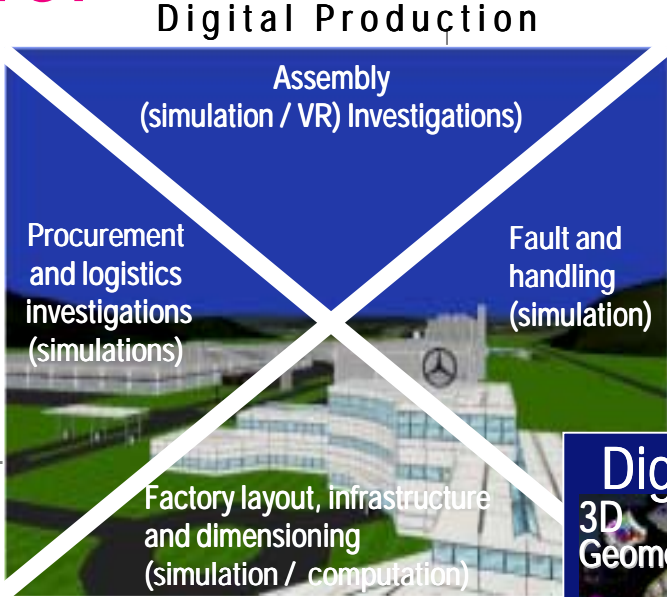 Digital Production
Assembly
(simulation / VR) Investigations)
Procurement
and logistics
investigations
(simulations)
Fault and
handling
(simulation)
Factory layout, infrastructure
and dimensioning
(simulation / computation)
3D